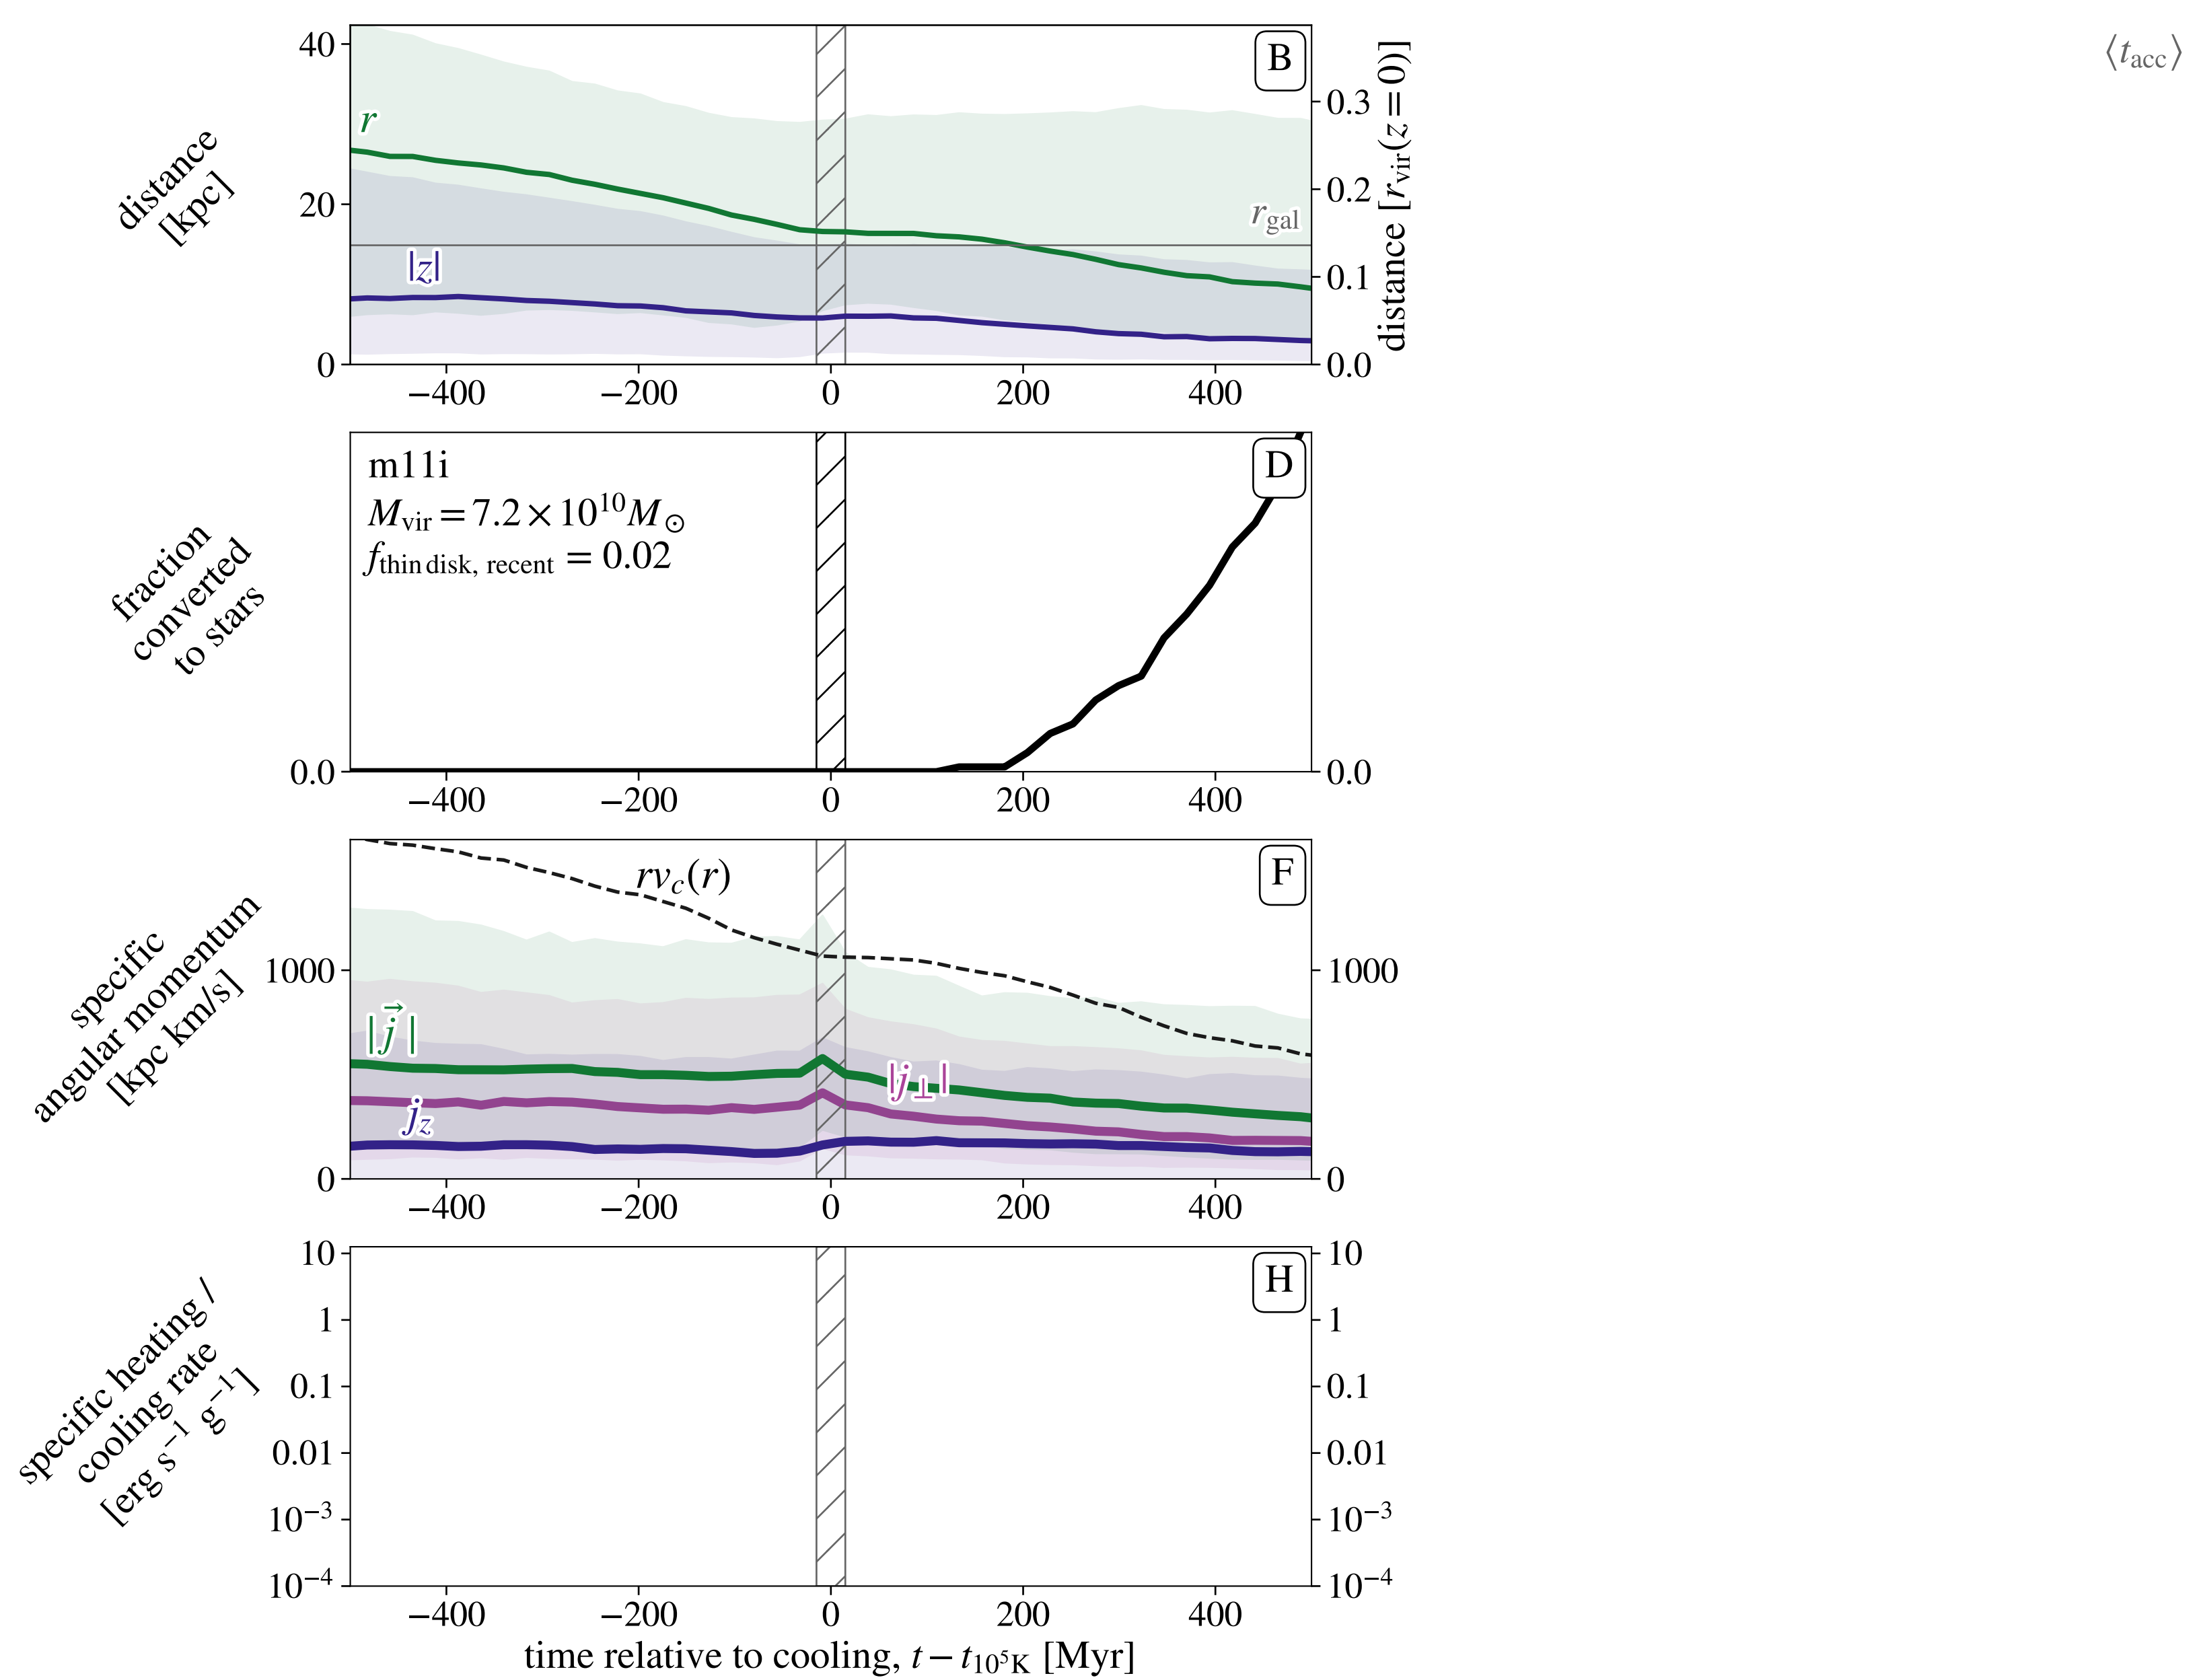 distance
[kpc]
40
20
0
r
|z|
B
r_gal
0.3
0.2
0.1
0.0
distance [r_vir(z=0)]
⟨t_acc⟩
−400 −200 0 200 400
fraction
converted
to stars
0.0
m11i
M_vir = 7.2 × 10^10 M_⊙
f_thin disk, recent = 0.02
D
0.0
−400 −200 0 200 400
specific
angular momentum
[kpc km/s]
1000
0
rv_c(r)
F
|j⃗|
|j_⊥|
j_z
1000
0
−400 −200 0 200 400
specific heating /
cooling rate
[erg s^−1 g^−1]
10
1
0.1
0.01
10^−3
10^−4
H
10
1
0.1
0.01
10^−3
10^−4
−400 −200 0 200 400
time relative to cooling, t − t_10^5K [Myr]